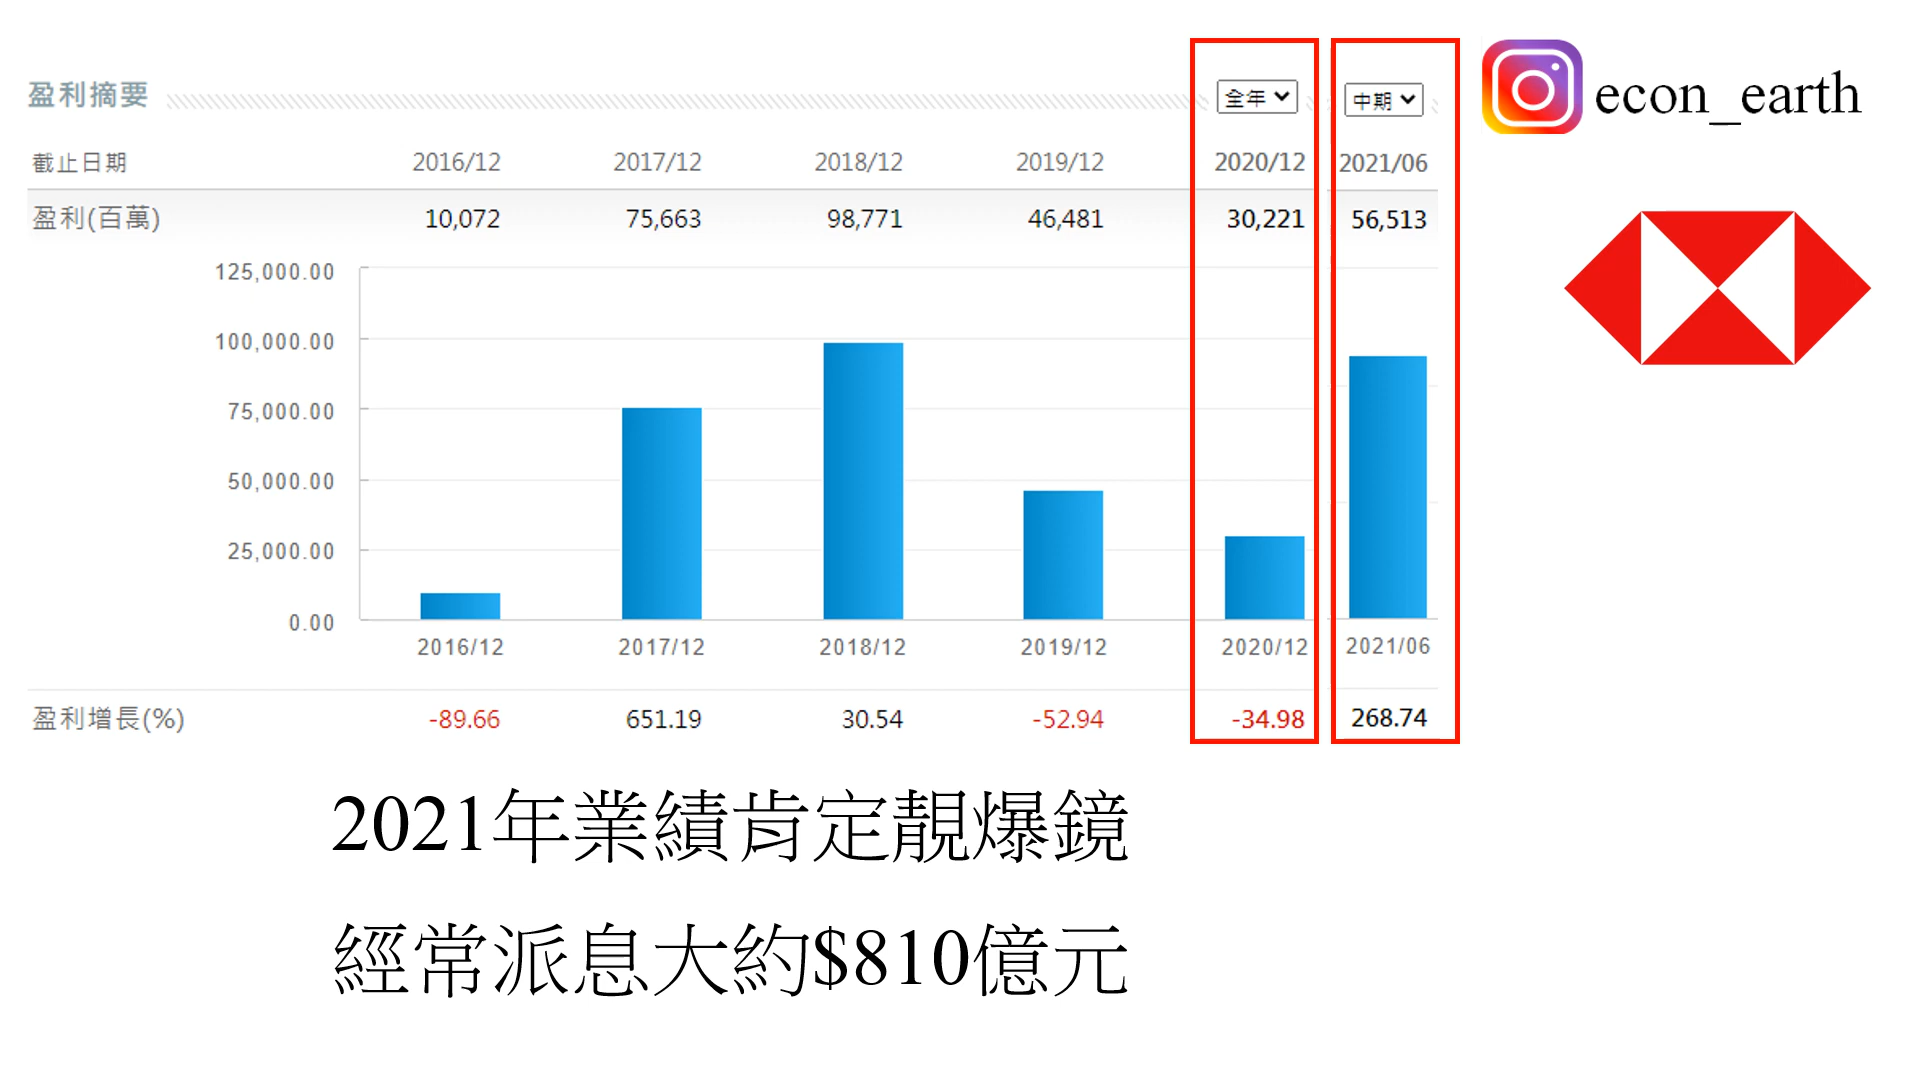 盈利摘要 全年 中期 econ_earth
截止日期 2016/12 2017/12 2018/12 2019/12 2020/12 2021/06
盈利(百萬) 10,072 75,663 98,771 46,481 30,221 56,513
125,000.00
100,000.00
75,000.00
50,000.00
25,000.00
0.00
2016/12 2017/12 2018/12 2019/12 2020/12 2021/06
盈利增長(%) -89.66 651.19 30.54 -52.94 -34.98 268.74
2021年業績肯定靚爆鏡
經常派息大約$810億元